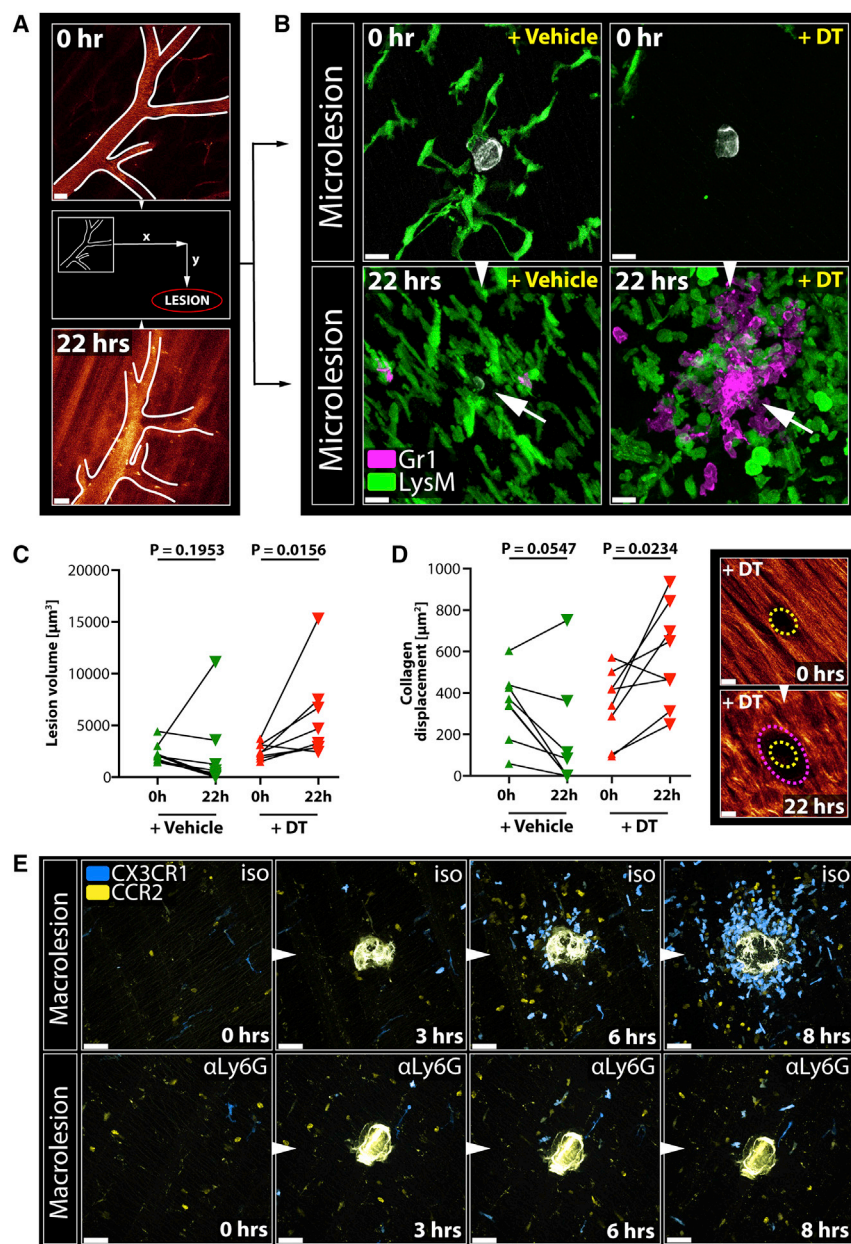 A
0 hr
x
y
LESION
22 hrs
B
Microlesion
0 hr
+ Vehicle
0 hr
+ DT
Microlesion
22 hrs
+ Vehicle
Gr1
LysM
22 hrs
+ DT
C
P = 0.1953
P = 0.0156
Lesion volume [μm³]
20000
15000
10000
5000
0
0h
22h
0h
22h
+ Vehicle
+ DT
D
P = 0.0547
P = 0.0234
Collagen
displacement [μm²]
1000
800
600
400
200
0
0h
22h
0h
22h
+ Vehicle
+ DT
+ DT
0 hrs
+ DT
22 hrs
E
Macrolesion
CX3CR1
CCR2
iso
0 hrs
iso
3 hrs
iso
6 hrs
iso
8 hrs
Macrolesion
αLy6G
0 hrs
αLy6G
3 hrs
αLy6G
6 hrs
αLy6G
8 hrs